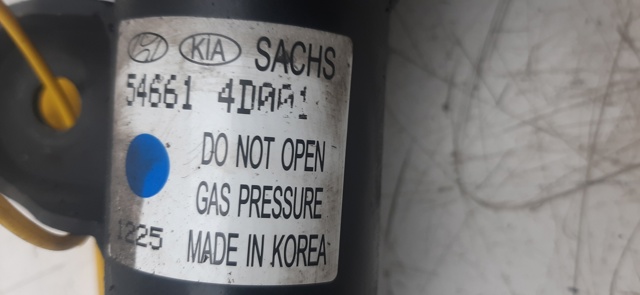 KIA SACHS
54661 4D001
DO NOT OPEN
GAS PRESSURE
1225 MADE IN KOREA